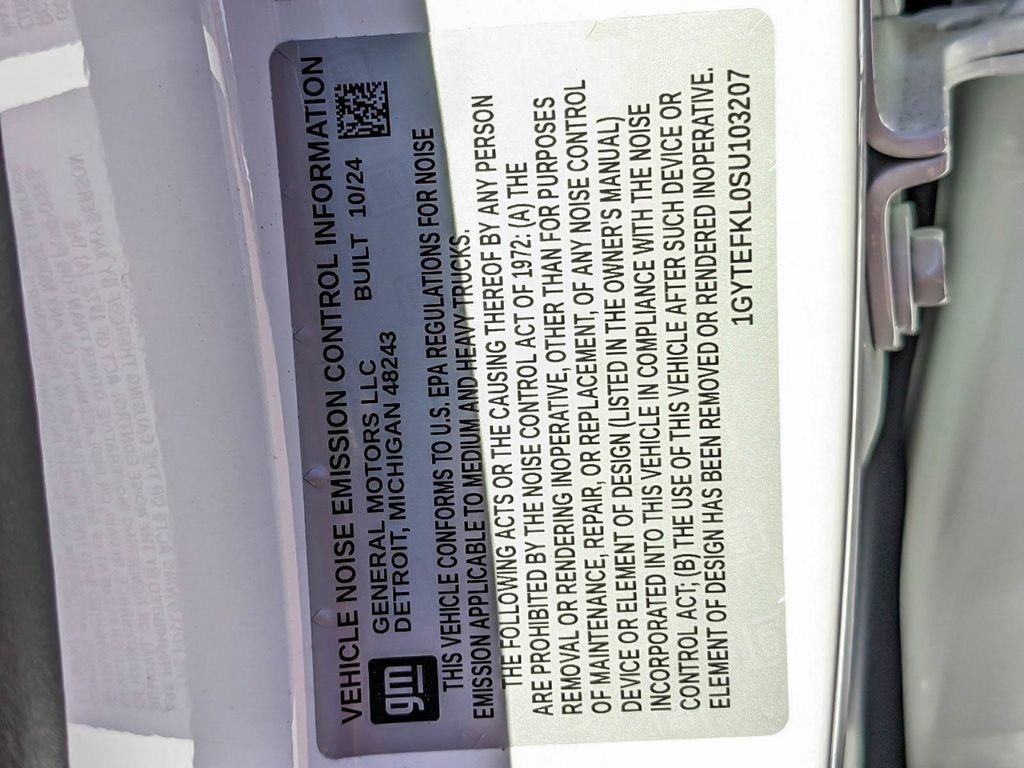 VEHICLE NOISE EMISSION CONTROL INFORMATION
gm
GENERAL MOTORS LLC BUILT 10/24
DETROIT, MICHIGAN 48243
THIS VEHICLE CONFORMS TO U.S. EPA REGULATIONS FOR NOISE
EMISSION APPLICABLE TO MEDIUM AND HEAVY TRUCKS.
THE FOLLOWING ACTS OR THE CAUSING THEREOF BY ANY PERSON
ARE PROHIBITED BY THE NOISE CONTROL ACT OF 1972: (A) THE
REMOVAL OR RENDERING INOPERATIVE, OTHER THAN FOR PURPOSES
OF MAINTENANCE, REPAIR, OR REPLACEMENT, OF ANY NOISE CONTROL
DEVICE OR ELEMENT OF DESIGN (LISTED IN THE OWNER'S MANUAL)
INCORPORATED INTO THIS VEHICLE IN COMPLIANCE WITH THE NOISE
CONTROL ACT; (B) THE USE OF THIS VEHICLE AFTER SUCH DEVICE OR
ELEMENT OF DESIGN HAS BEEN REMOVED OR RENDERED INOPERATIVE.
1GYTEFKL0SU103207